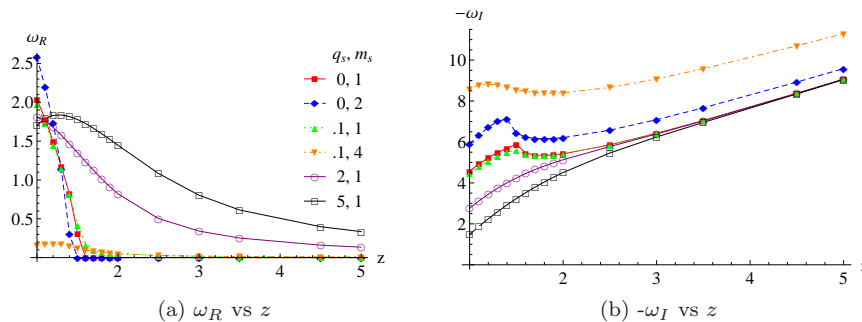 ω_R
2.5
2.0
1.5
1.0
0.5
2 3 4 5 z
q_s, m_s
0, 1
0, 2
.1, 1
.1, 4
2, 1
5, 1
(a) ω_R vs z
-ω_I
10
8
6
4
2
2 3 4 5
(b) -ω_I vs z